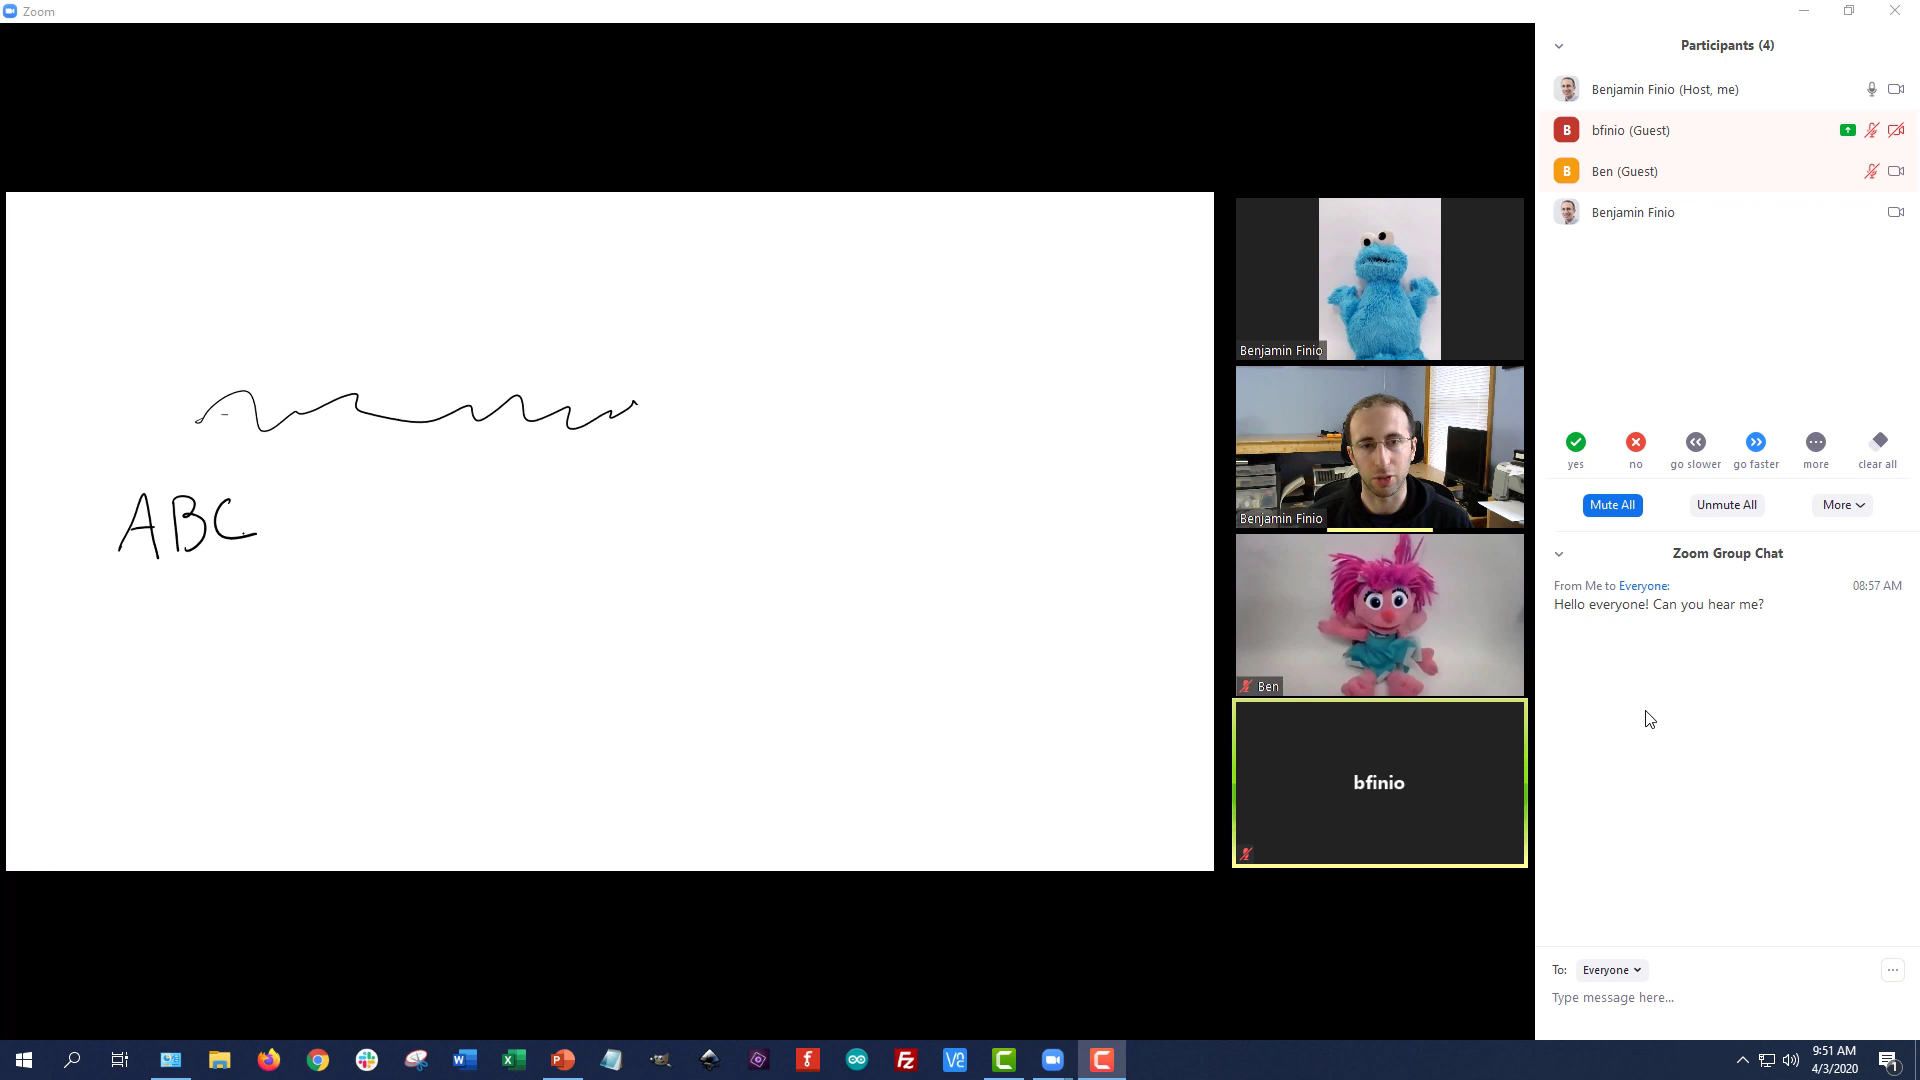 Zoom
Participants (4)
Benjamin Finio (Host, me)
B bfinio (Guest)
B Ben (Guest)
Benjamin Finio
ABC
Benjamin Finio
Benjamin Finio
Ben
bfinio
yes no go slower go faster more clear all
Mute All Unmute All More
Zoom Group Chat
From Me to Everyone: 08:57 AM
Hello everyone! Can you hear me?
To: Everyone
Type message here...
9:51 AM
4/3/2020
1